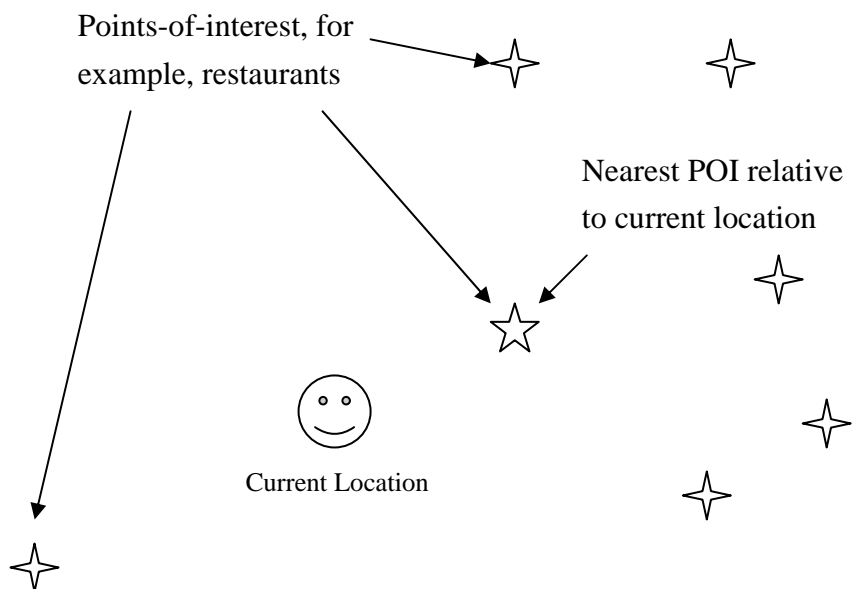 Points-of-interest, for
example, restaurants
Nearest POI relative
to current location
Current Location